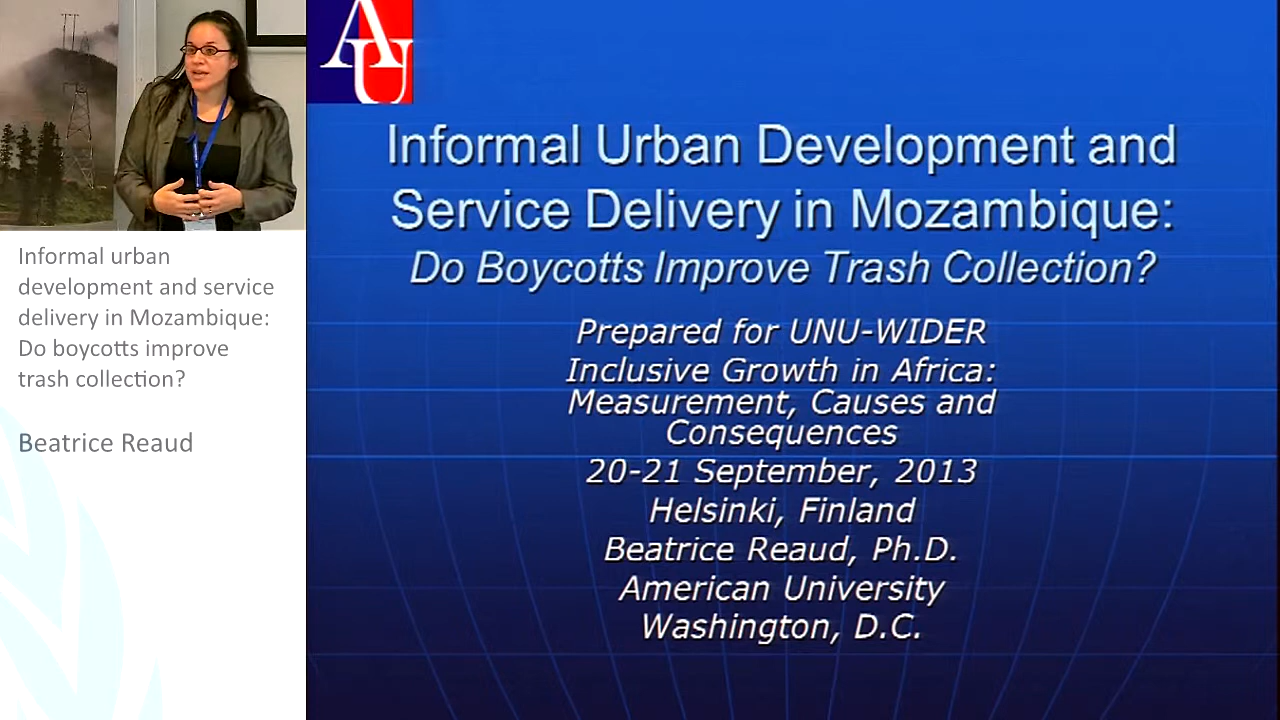 Informal urban
development and service
delivery in Mozambique:
Do boycotts improve
trash collection?
Beatrice Reaud
AU
Informal Urban Development and
Service Delivery in Mozambique:
Do Boycotts Improve Trash Collection?
Prepared for UNU-WIDER
Inclusive Growth in Africa:
Measurement, Causes and
Consequences
20-21 September, 2013
Helsinki, Finland
Beatrice Reaud, Ph.D.
American University
Washington, D.C.